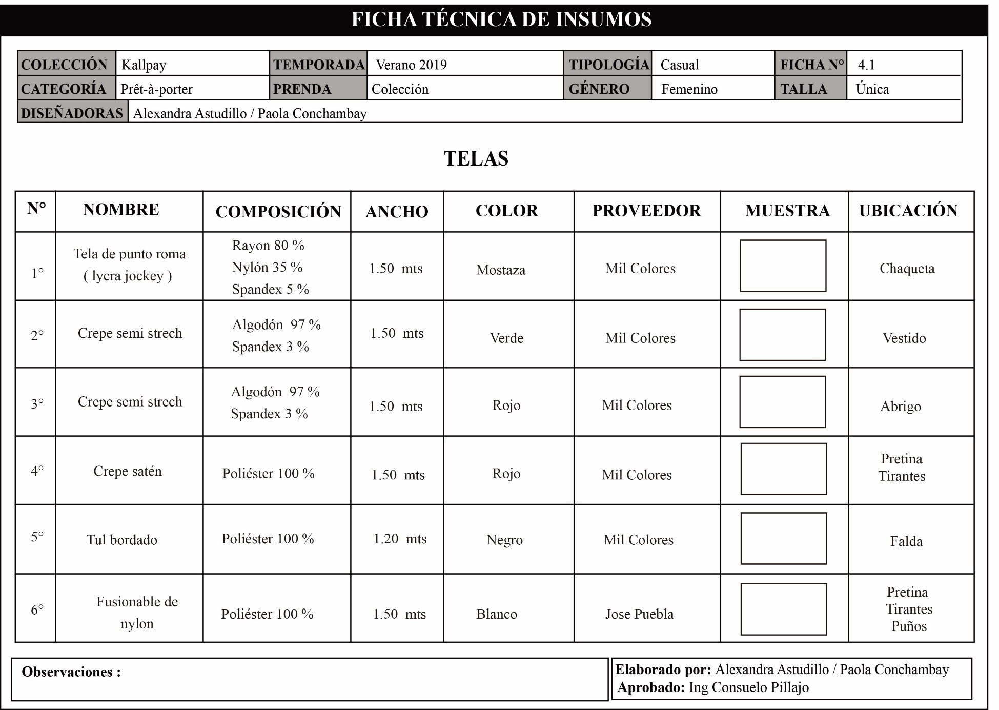 FICHA TÉCNICA DE INSUMOS
COLECCIÓN Kallpay TEMPORADA Verano 2019 TIPOLOGÍA Casual FICHA N° 4.1
CATEGORÍA Prêt-à-porter PRENDA Colección GÉNERO Femenino TALLA Única
DISEÑADORAS Alexandra Astudillo / Paola Conchambay
TELAS
N° NOMBRE COMPOSICIÓN ANCHO COLOR PROVEEDOR MUESTRA UBICACIÓN
1° Tela de punto roma
( lycra jockey )
Rayon 80 %
Nylón 35 %
Spandex 5 %
1.50 mts Mostaza Mil Colores Chaqueta
2° Crepe semi strech
Algodón 97 %
Spandex 3 %
1.50 mts Verde Mil Colores Vestido
3° Crepe semi strech
Algodón 97 %
Spandex 3 %
1.50 mts Rojo Mil Colores Abrigo
4° Crepe satén Poliéster 100 % 1.50 mts Rojo Mil Colores
Pretina
Tirantes
5° Tul bordado Poliéster 100 % 1.20 mts Negro Mil Colores Falda
6° Fusionable de
nylon
Poliéster 100 % 1.50 mts Blanco Jose Puebla
Pretina
Tirantes
Puños
Observaciones :
Elaborado por: Alexandra Astudillo / Paola Conchambay
Aprobado: Ing Consuelo Pillajo